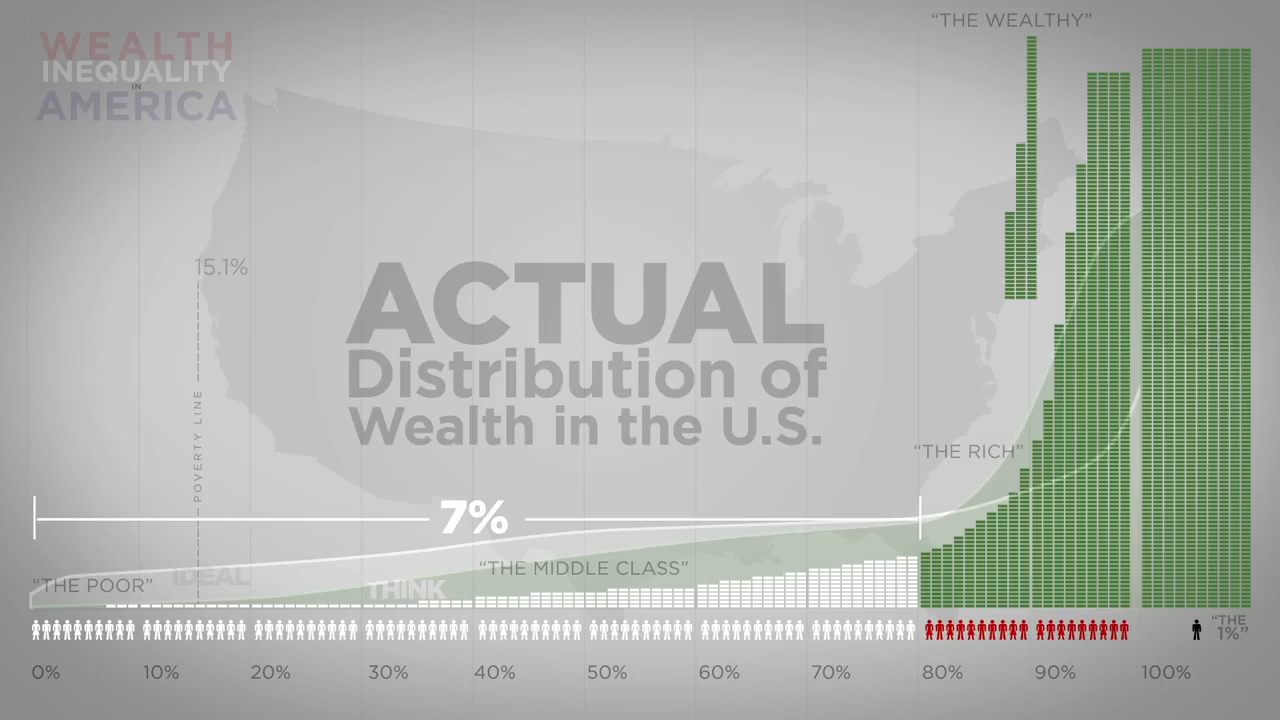 WEALTH
INEQUALITY
IN
AMERICA
“THE WEALTHY”
15.1%
POVERTY LINE
ACTUAL
Distribution of
Wealth in the U.S.
“THE RICH”
7%
“THE POOR”
IDEAL
THINK
“THE MIDDLE CLASS”
“THE
1%”
0% 10% 20% 30% 40% 50% 60% 70% 80% 90% 100%